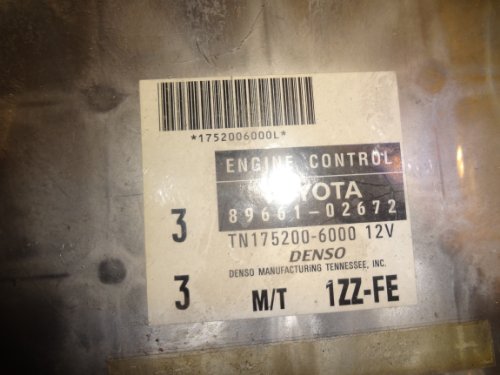 *1752006000L*
ENGINE CONTROL
TOYOTA
89661-02672
3
TN175200-6000 12V
DENSO
DENSO MANUFACTURING TENNESSEE, INC.
3 M/T 1ZZ-FE